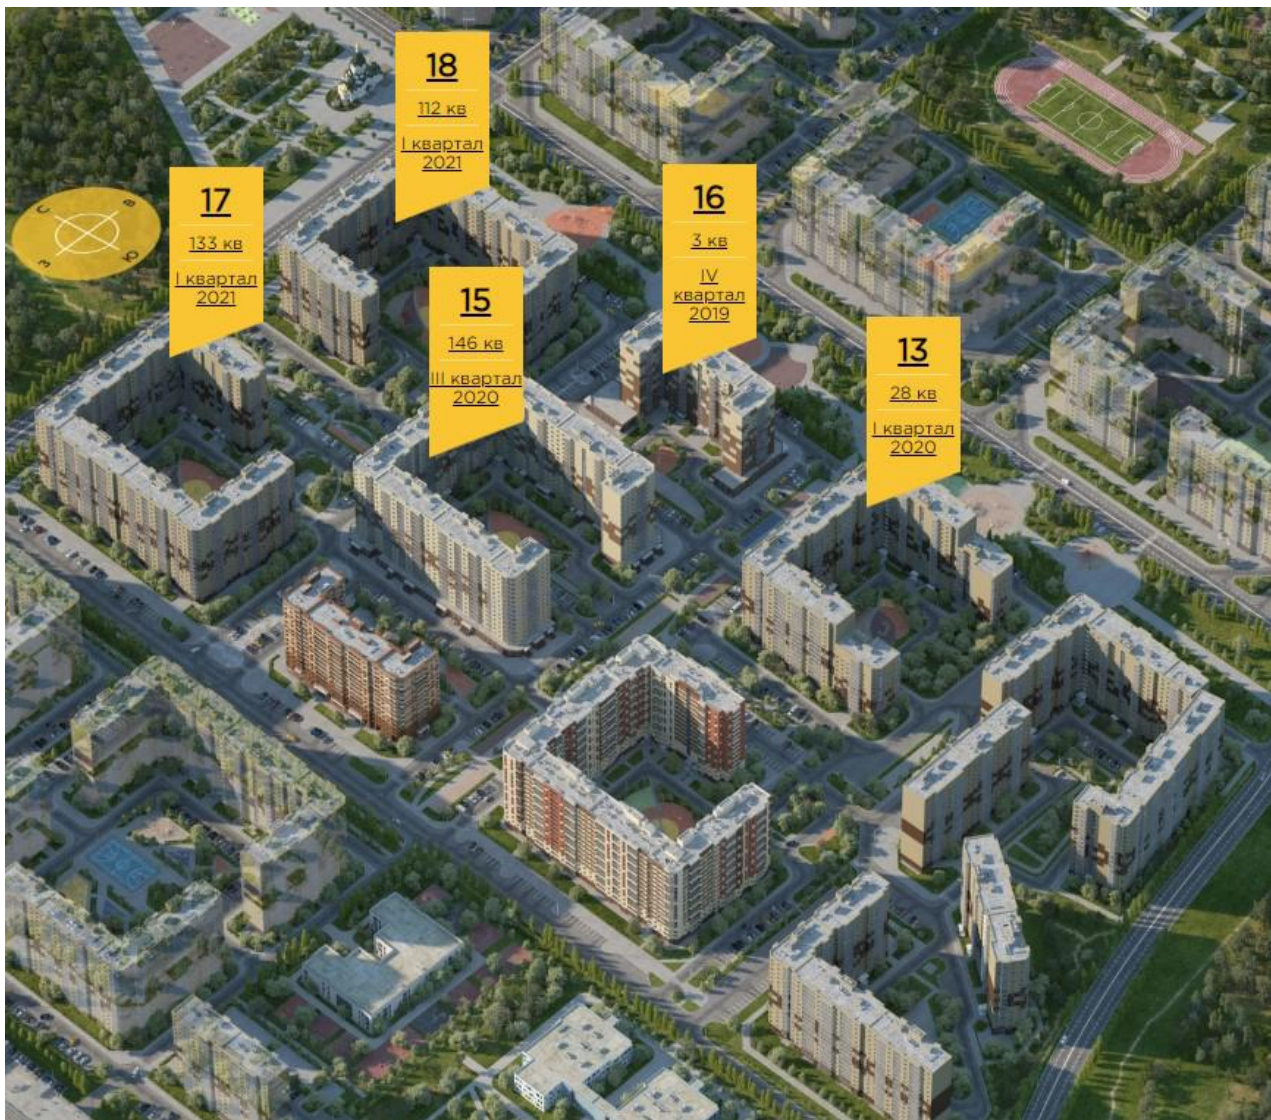 18
112 кв
I квартал
2021
17
133 кв
I квартал
2021
16
3 кв
IV
квартал
2019
С
В
З
Ю
15
146 кв
III квартал
2020
13
28 кв
I квартал
2020